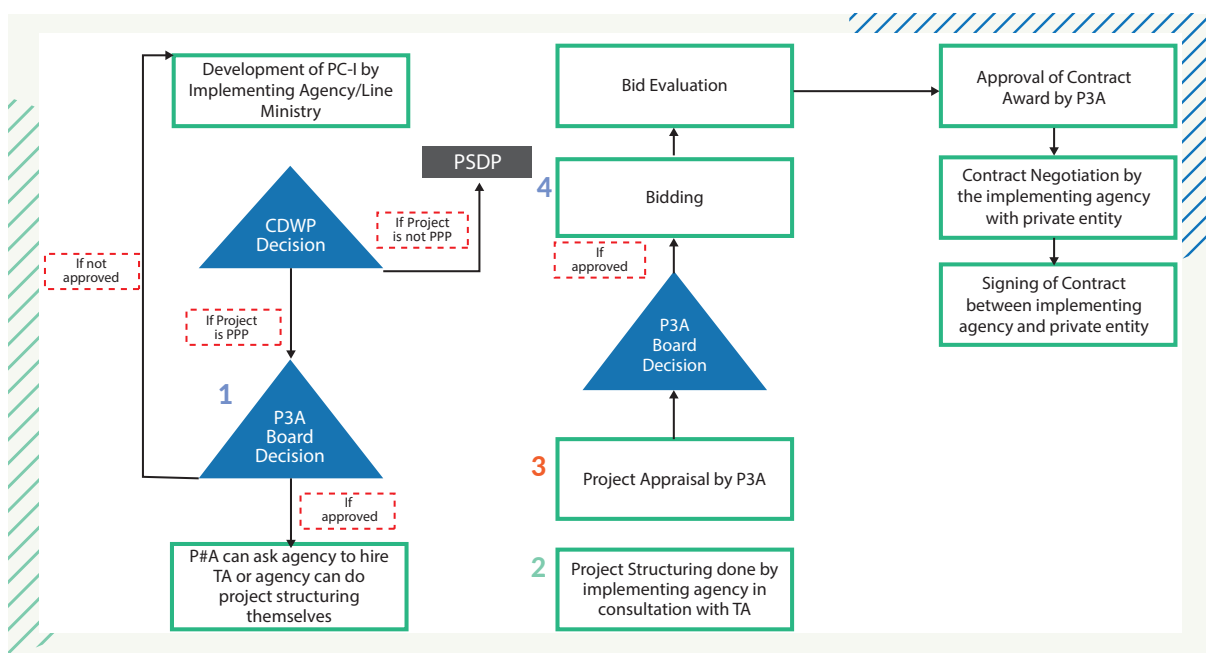 Development of PC-I by
Implementing Agency/Line
Ministry
PSDP
CDWP
Decision
If Project
is not PPP
If not
approved
If Project
is PPP
1
P3A
Board
Decision
If
approved
P#A can ask agency to hire
TA or agency can do
project structuring
themselves
Bid Evaluation
4
Bidding
If
approved
P3A
Board
Decision
3
Project Appraisal by P3A
2
Project Structuring done by
implementing agency in
consultation with TA
Approval of Contract
Award by P3A
Contract Negotiation by
the implementing agency
with private entity
Signing of Contract
between implementing
agency and private entity